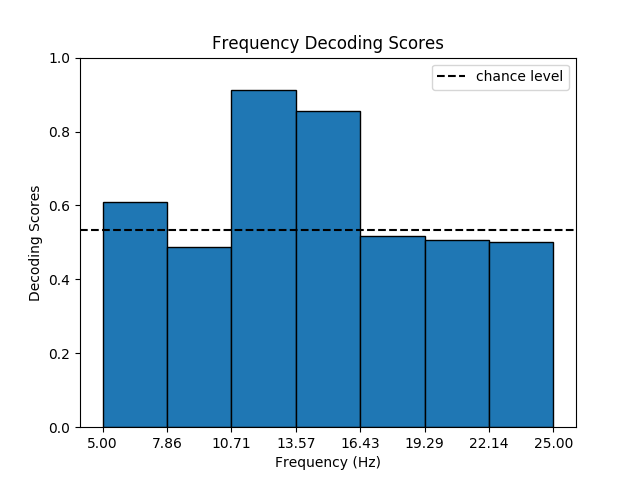 Frequency Decoding Scores
chance level
1.0
0.8
0.6
0.4
0.2
0.0
Decoding Scores
5.00 7.86 10.71 13.57 16.43 19.29 22.14 25.00
Frequency (Hz)